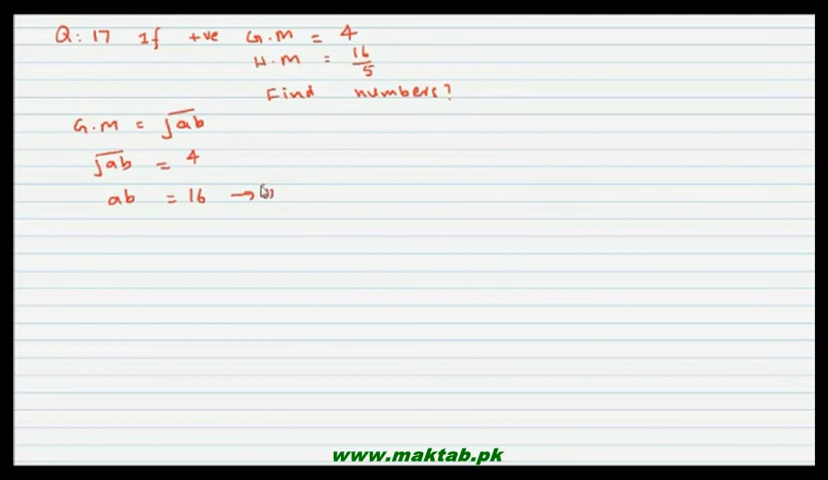 Q: 17 If +ve G.M = 4
H.M = 16/5
Find numbers?
G.M = √ab
√ab = 4
ab = 16 →
www.maktab.pk